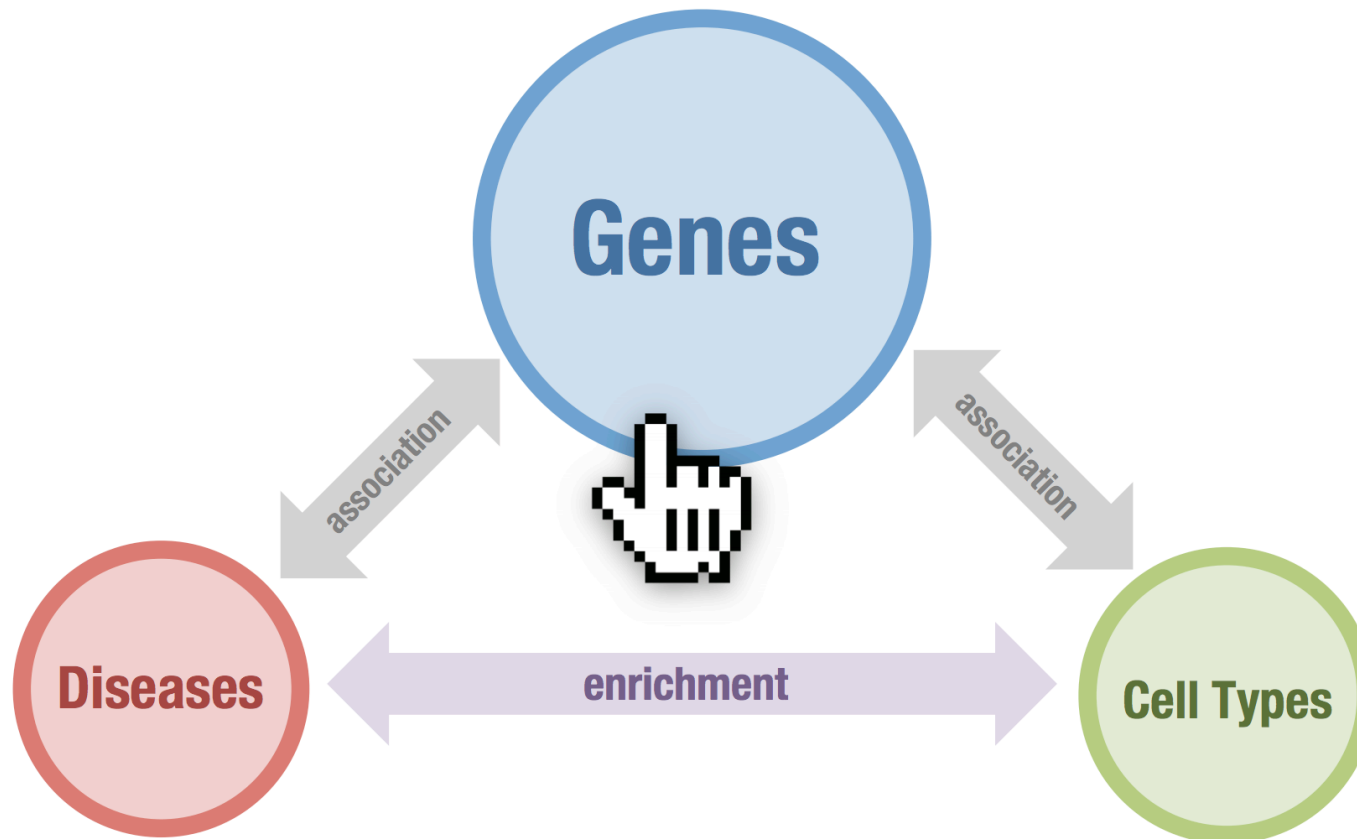 Genes
association
association
enrichment
Diseases
Cell Types